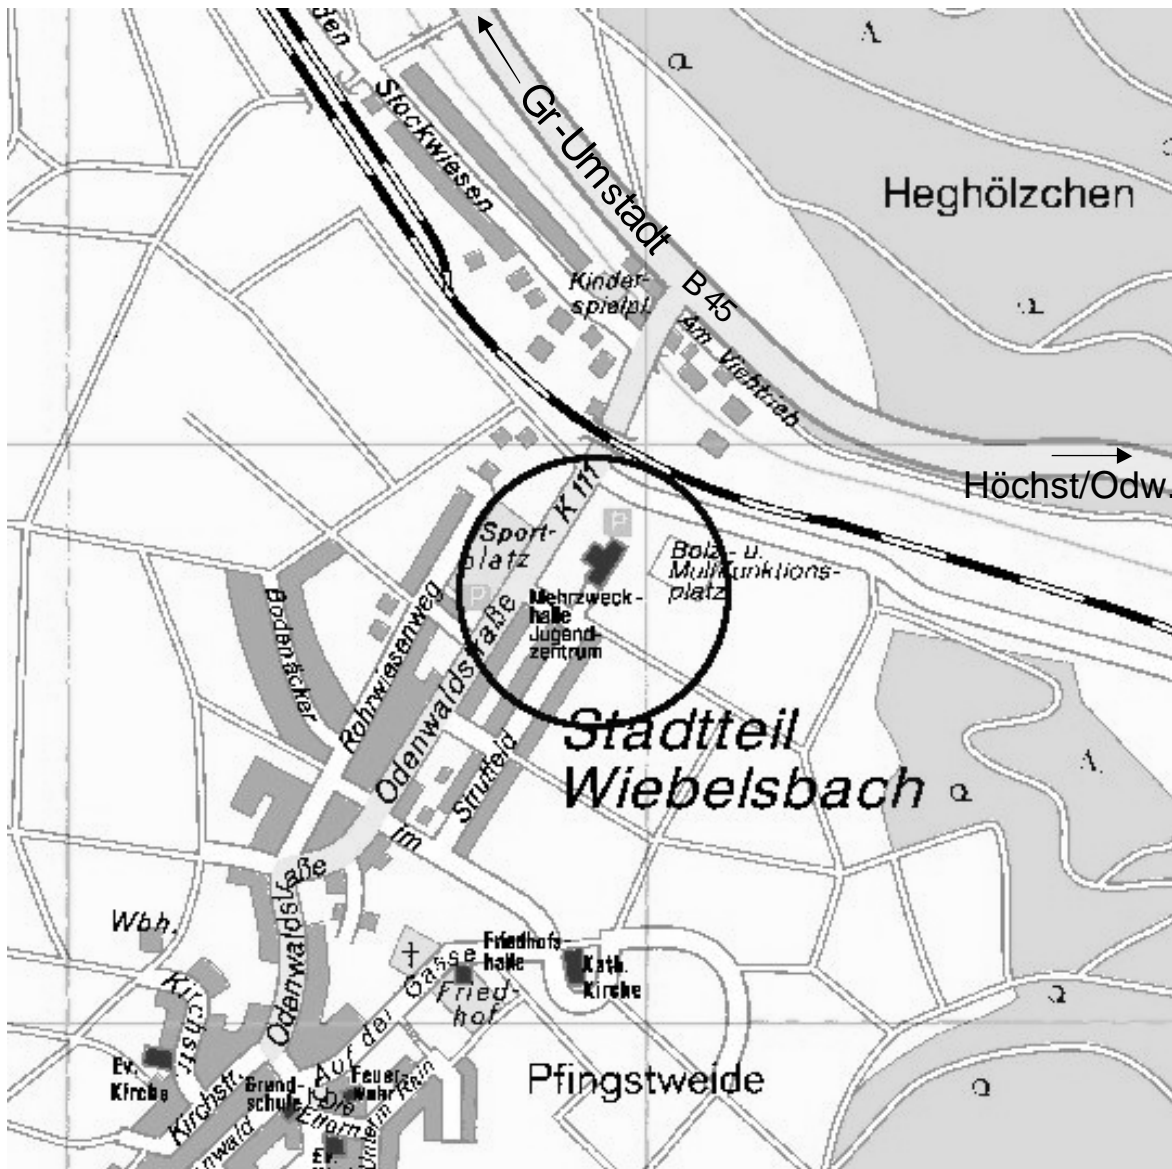 Gr-Umstadt
Heghölzchen
Stockwiesen
Kinder-
spielpl.
B 45
Am Viehtrieb
Höchst/Odw.
K 111
P
Sport-
platz
P
Bolz- u.
Multifunktions-
platz
Mehrzweck-
halle
Jugend-
zentrum
Bodenäcker
Rohrwiesenweg
Odenwaldstraße
Stadtteil
Wiebelsbach
Im
Struffeld
Odenwaldstraße
Wbh.
Friedhofs-
halle
Kath.
Kirche
Auf der Gasse
Fried-
hof
Kirchstr.
Ev.
Kirche
Kirchstr.
Grund-
schule
Feuer-
wehr
Pfingstweide